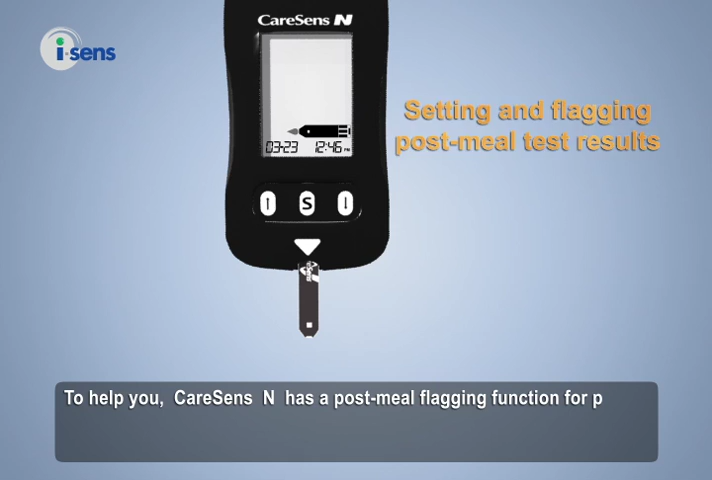 CareSens N
i·sens
Setting and flagging
post-meal test results
03-23 12:46 PM
S
To help you, CareSens N has a post-meal flagging function for p